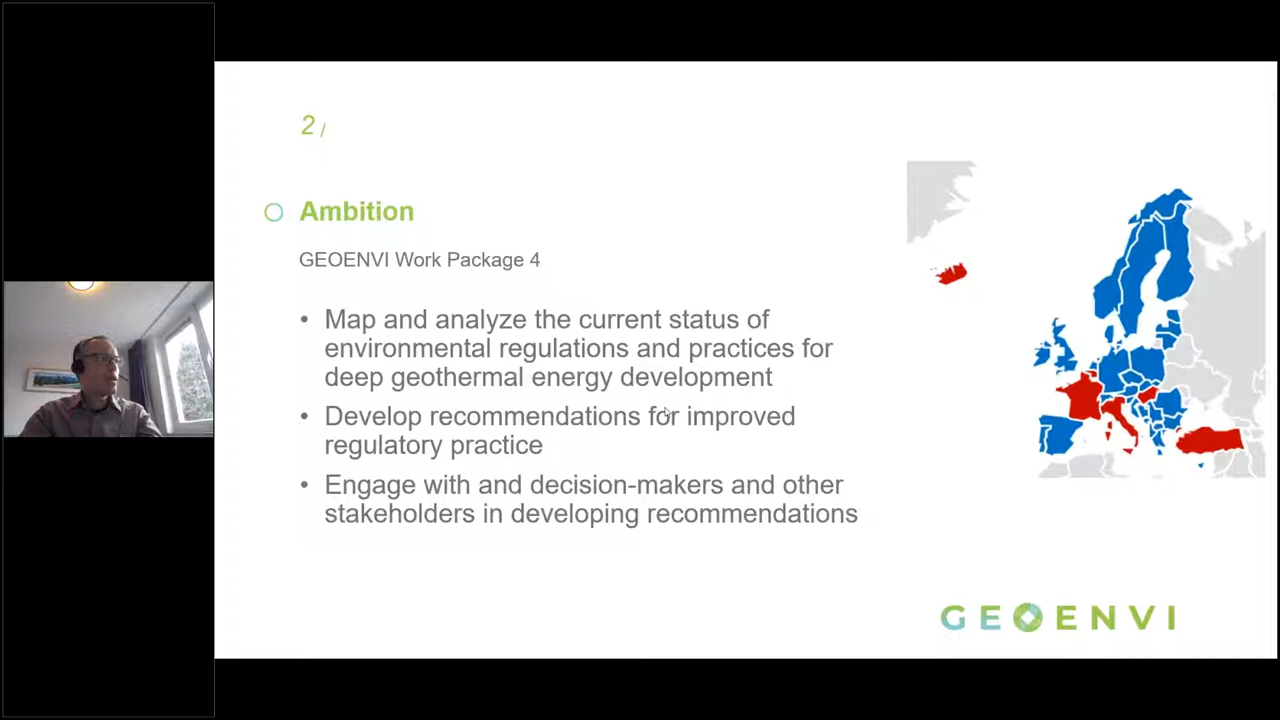 2 /
Ambition
GEOENVI Work Package 4
• Map and analyze the current status of
environmental regulations and practices for
deep geothermal energy development
• Develop recommendations for improved
regulatory practice
• Engage with and decision-makers and other
stakeholders in developing recommendations
GEOENVI